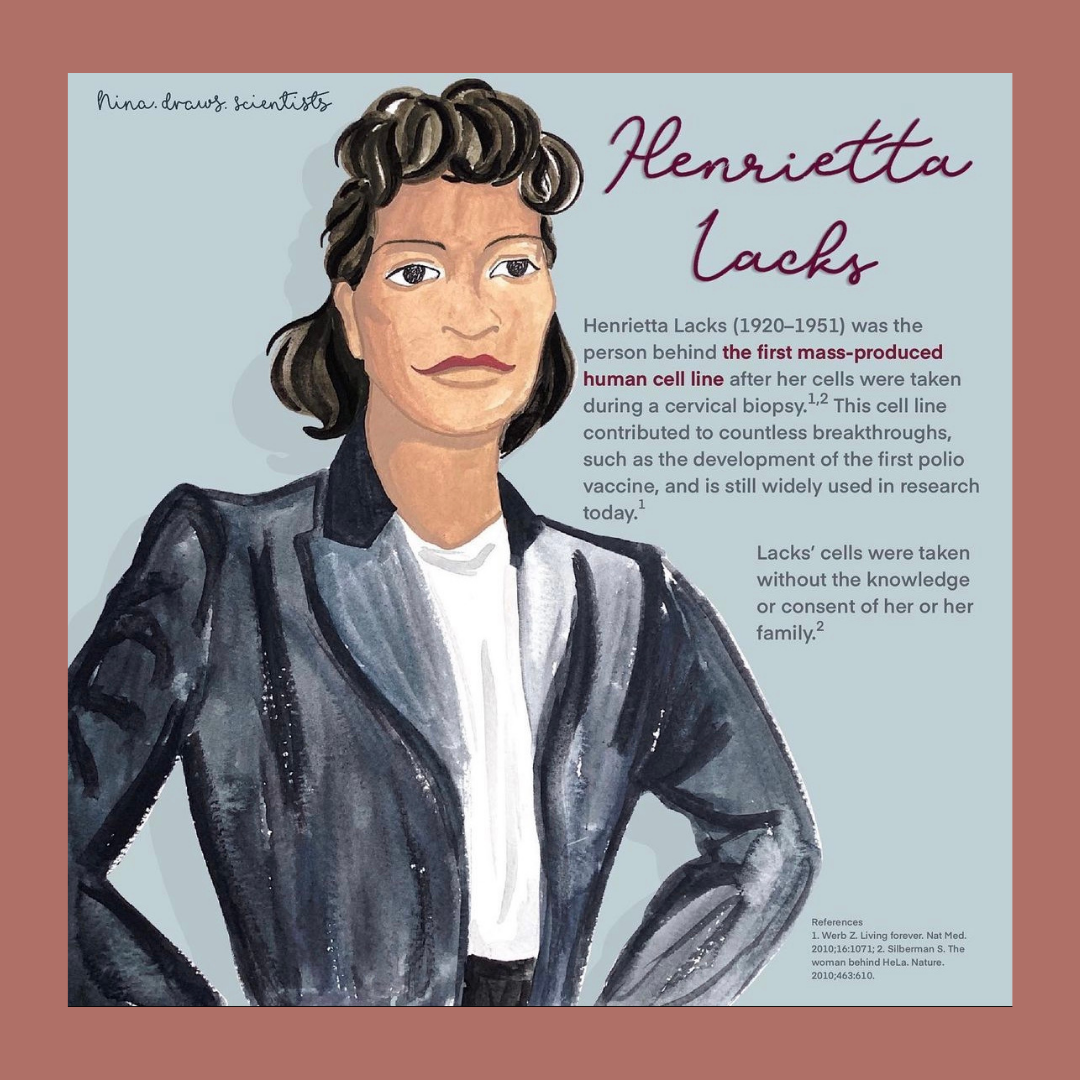 Nina.draws.scientists
Henrietta
Lacks
Henrietta Lacks (1920–1951) was the
person behind the first mass-produced
human cell line after her cells were taken
during a cervical biopsy.1,2 This cell line
contributed to countless breakthroughs,
such as the development of the first polio
vaccine, and is still widely used in research
today.1
Lacks’ cells were taken
without the knowledge
or consent of her or her
family.2
References
1. Werb Z. Living forever. Nat Med.
2010;16:1071; 2. Silberman S. The
woman behind HeLa. Nature.
2010;463:610.